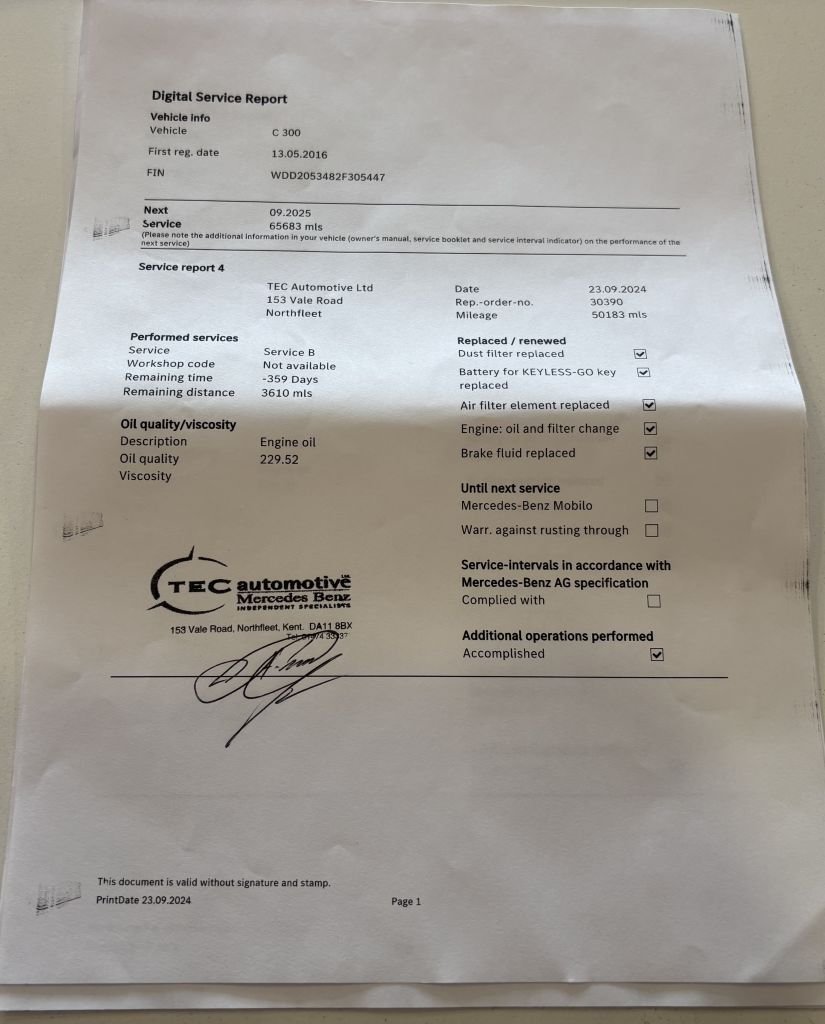 Digital Service Report
Vehicle info
Vehicle C 300
First reg. date 13.05.2016
FIN WDD2053482F305447
Next 09.2025
Service 65683 mls
(Please note the additional information in your vehicle (owner's manual, service booklet and service interval indicator) on the performance of the
next service)
Service report 4
TEC Automotive Ltd
153 Vale Road
Northfleet
Date 23.09.2024
Rep.-order-no. 30390
Mileage 50183 mls
Performed services
Service Service B
Workshop code Not available
Remaining time -359 Days
Remaining distance 3610 mls
Oil quality/viscosity
Description Engine oil
Oil quality 229.52
Viscosity
Replaced / renewed
Dust filter replaced
Battery for KEYLESS-GO key
replaced
Air filter element replaced
Engine: oil and filter change
Brake fluid replaced
Until next service
Mercedes-Benz Mobilo
Warr. against rusting through
Service-intervals in accordance with
Mercedes-Benz AG specification
Complied with
Additional operations performed
Accomplished
TEC automotive
Mercedes Benz
INDEPENDENT SPECIALISTS
153 Vale Road, Northfleet, Kent. DA11 8BX
This document is valid without signature and stamp.
PrintDate 23.09.2024
Page 1